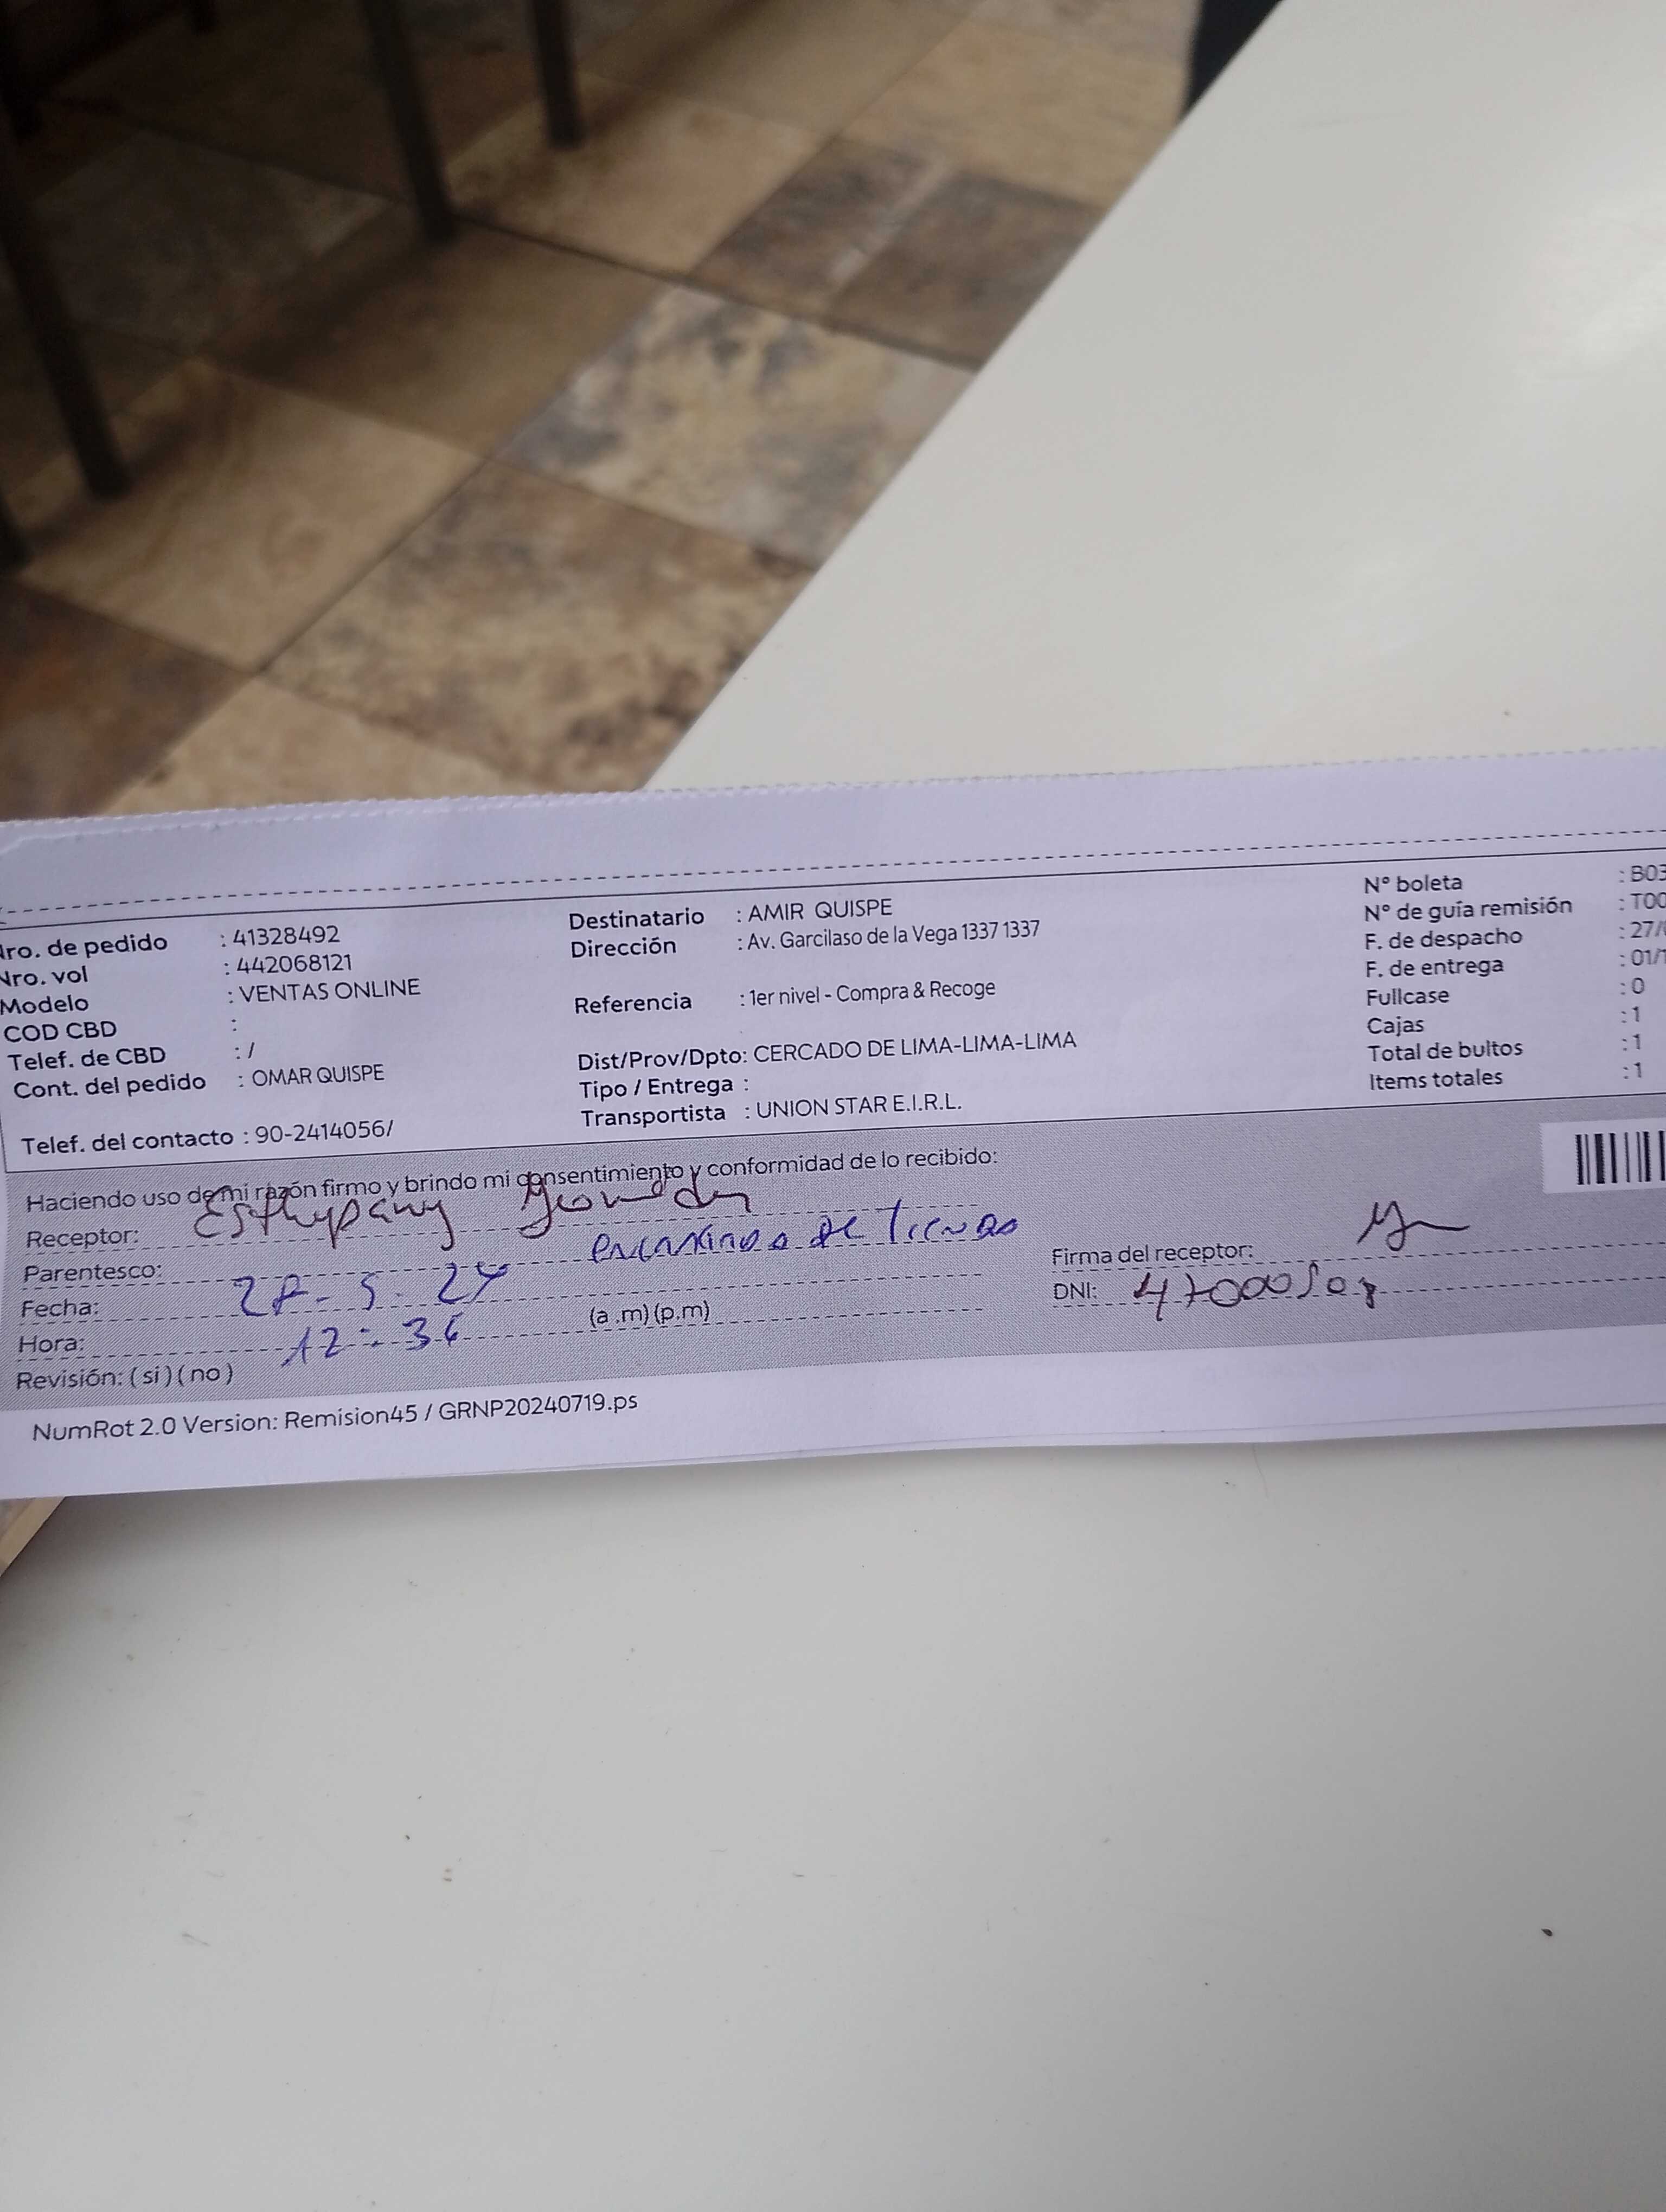 Nro. de pedido : 41328492
Nro. vol : 442068121
Modelo : VENTAS ONLINE
COD CBD :
Telef. de CBD : /
Cont. del pedido : OMAR QUISPE
Telef. del contacto : 90-2414056/
Destinatario : AMIR QUISPE
Dirección : Av. Garcilaso de la Vega 1337 1337
Referencia : 1er nivel - Compra & Recoge
Dist/Prov/Dpto: CERCADO DE LIMA-LIMA-LIMA
Tipo / Entrega :
Transportista : UNION STAR E.I.R.L.
N° boleta : B03
N° de guía remisión : T00
F. de despacho : 27/
F. de entrega : 01/1
Fullcase : 0
Cajas : 1
Total de bultos : 1
Items totales : 1
Haciendo uso de mi razón firmo y brindo mi consentimiento y conformidad de lo recibido:
Receptor: Esthypany
Parentesco: de
Fecha:
Hora: 12: (a.m)(p.m)
Revisión: (si)(no)
Firma del receptor:
DNI:
NumRot 2.0 Version: Remision45 / GRNP20240719.ps